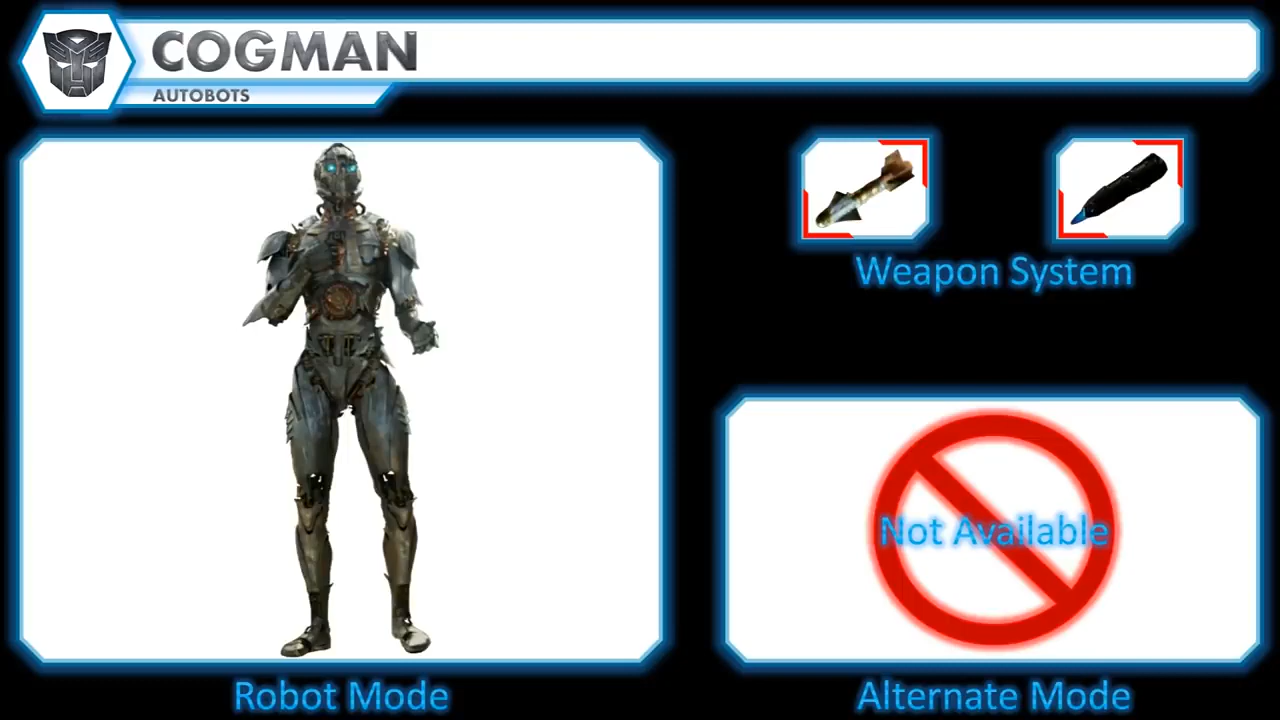 COGMAN
AUTOBOTS
Weapon System
Not Available
Robot Mode
Alternate Mode